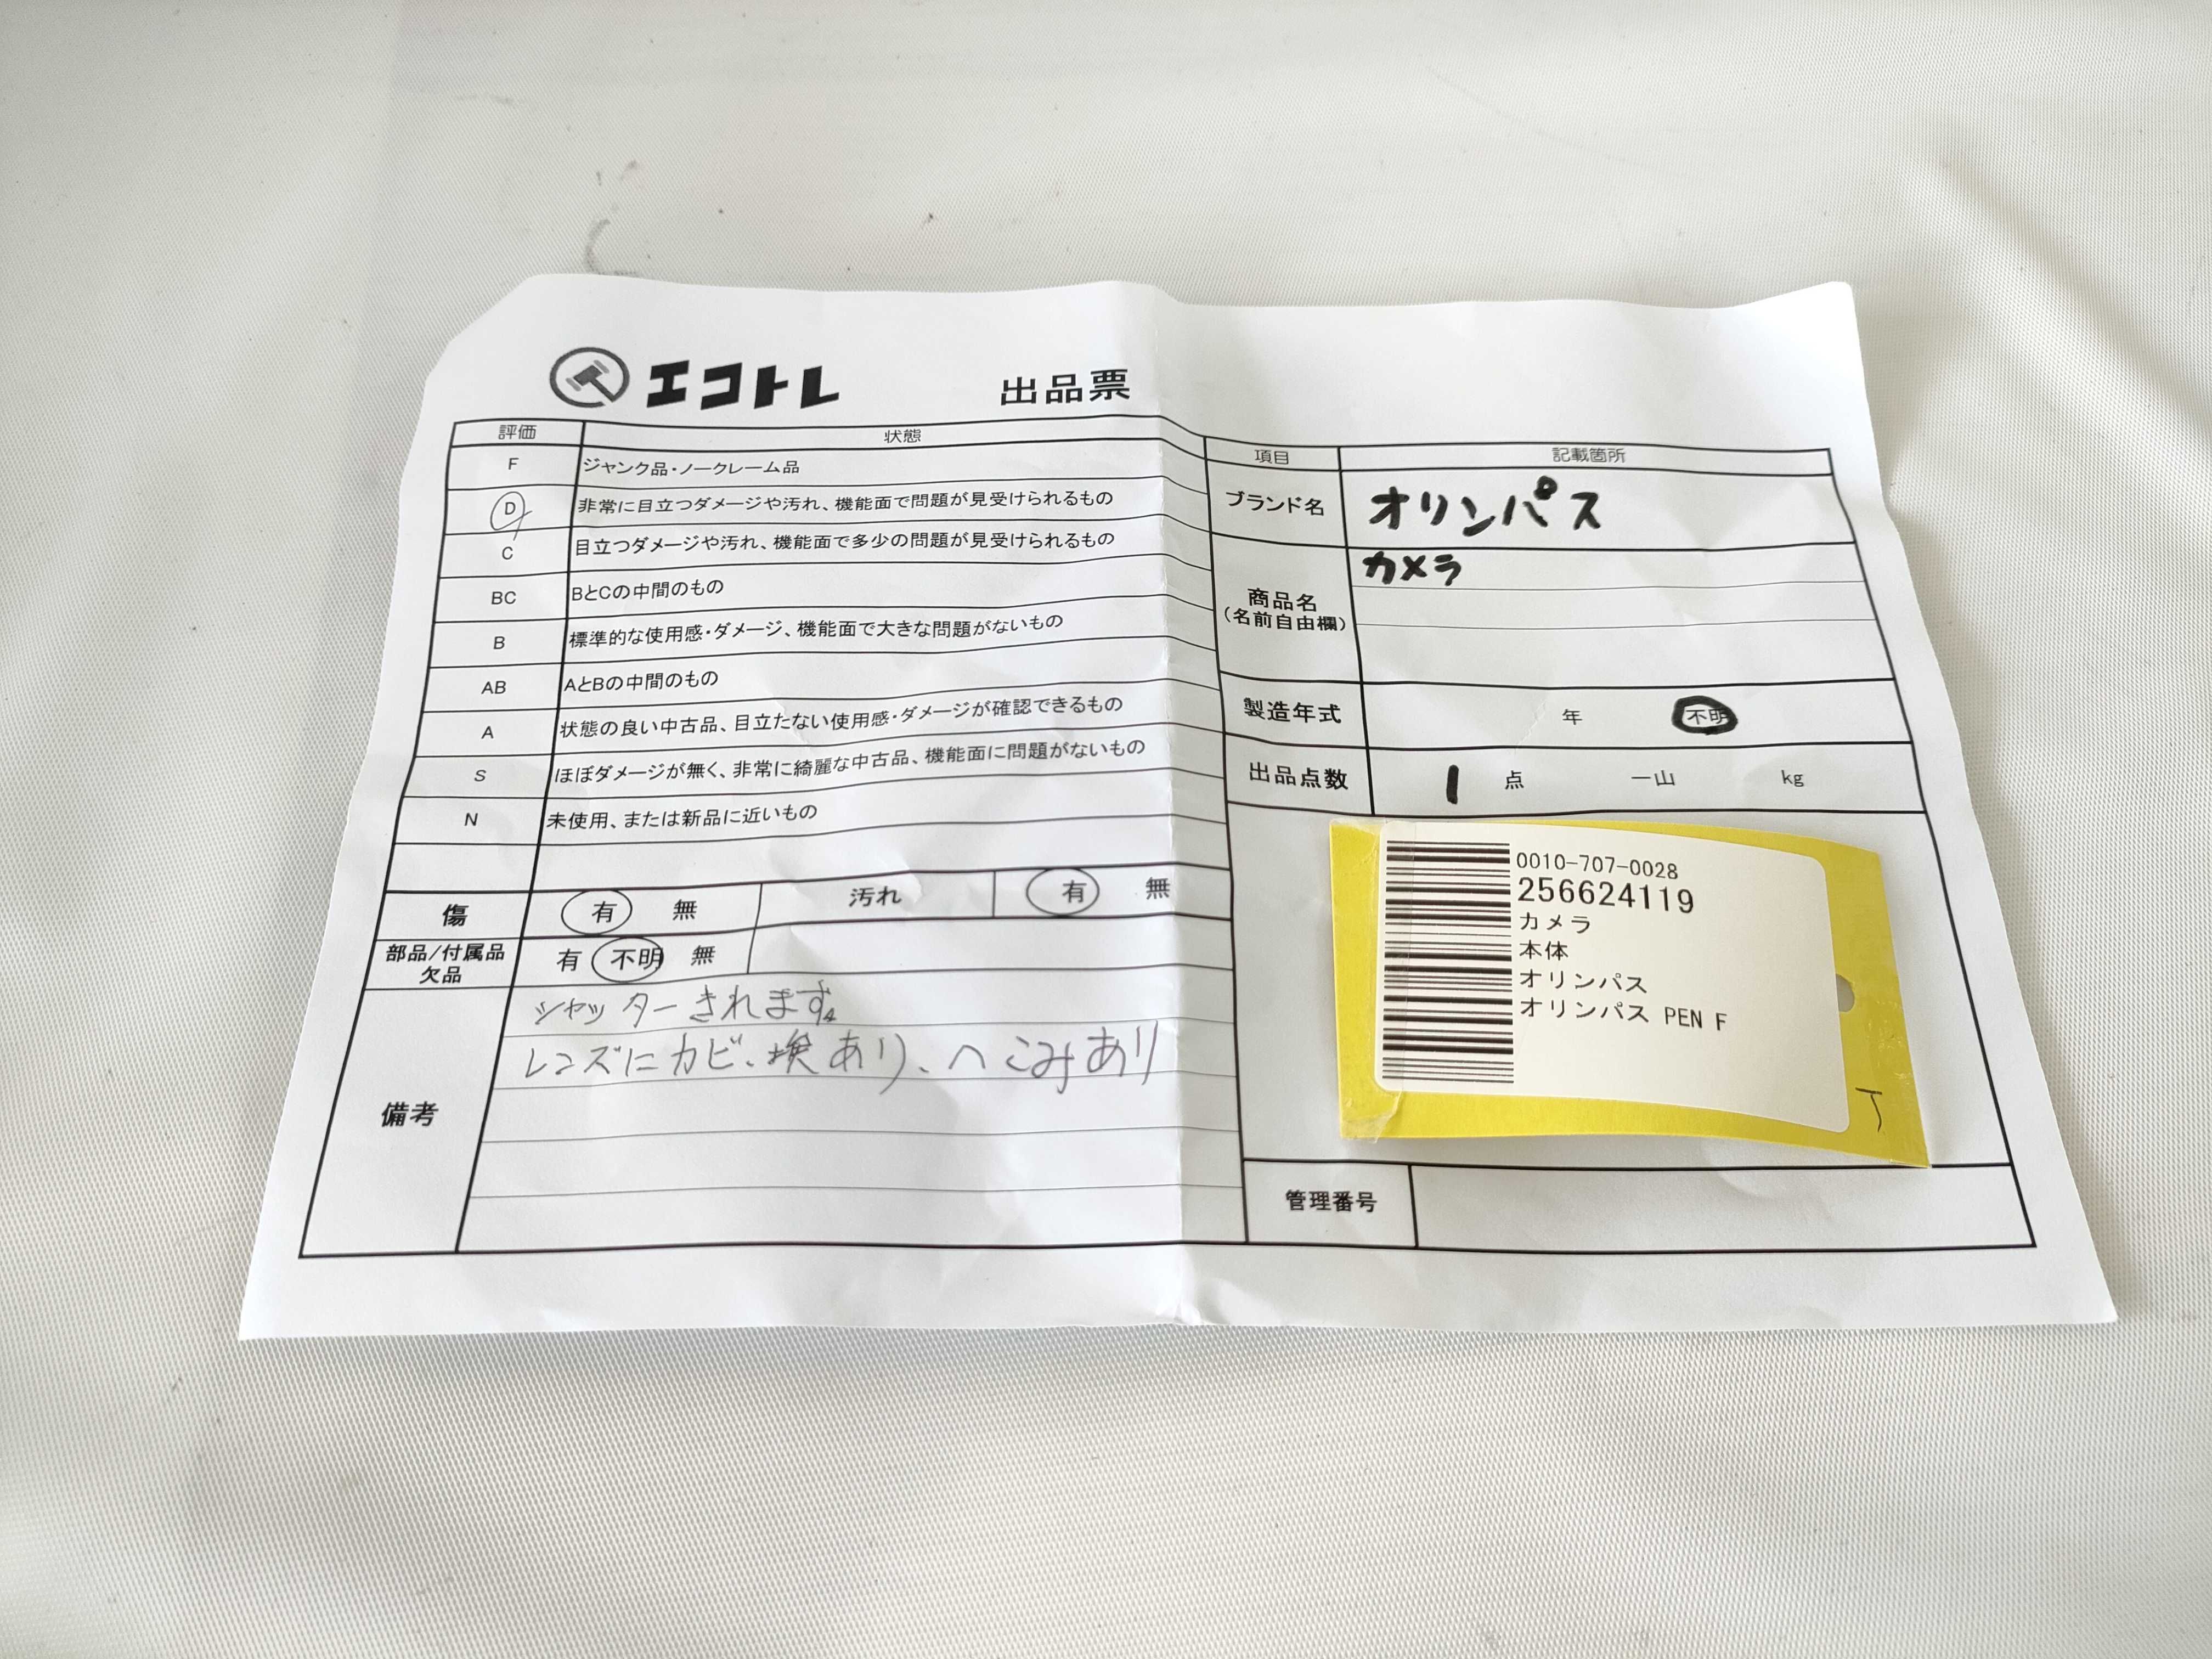 エコトレ 出品票
評価 状態
F ジャンク品・ノークレーム品
D 非常に目立つダメージや汚れ、機能面で問題が見受けられるもの
C 目立つダメージや汚れ、機能面で多少の問題が見受けられるもの
BC BとCの中間のもの
B 標準的な使用感・ダメージ、機能面で大きな問題がないもの
AB AとBの中間のもの
A 状態の良い中古品、目立たない使用感・ダメージが確認できるもの
S ほぼダメージが無く、非常に綺麗な中古品、機能面に問題がないもの
N 未使用、または新品に近いもの
傷 有 無 汚れ 有 無
部品/付属品
欠品 有 不明 無
備考
シャッターきれます。
レンズにカビ、埃あり、へこみあり
項目 記載箇所
ブランド名 オリンパス
商品名
(名前自由欄)
カメラ
製造年式 年 不明
出品点数 1 点 一山 kg
0010-707-0028
256624119
カメラ
本体
オリンパス
オリンパス PEN F
管理番号